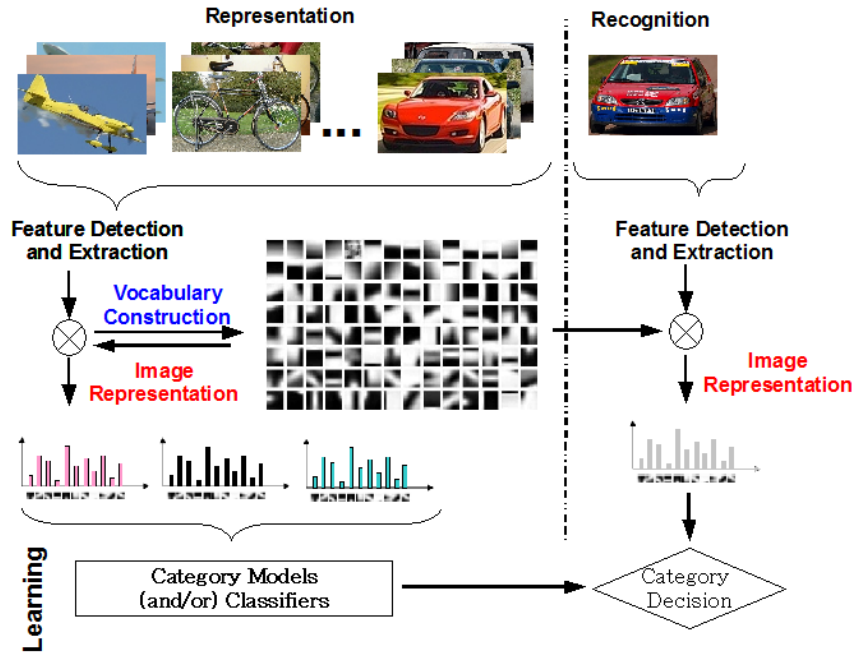 Representation
Recognition
...
Feature Detection
and Extraction
Feature Detection
and Extraction
Vocabulary
Construction
Image
Representation
Image
Representation
Learning
Category Models
(and/or) Classifiers
Category
Decision